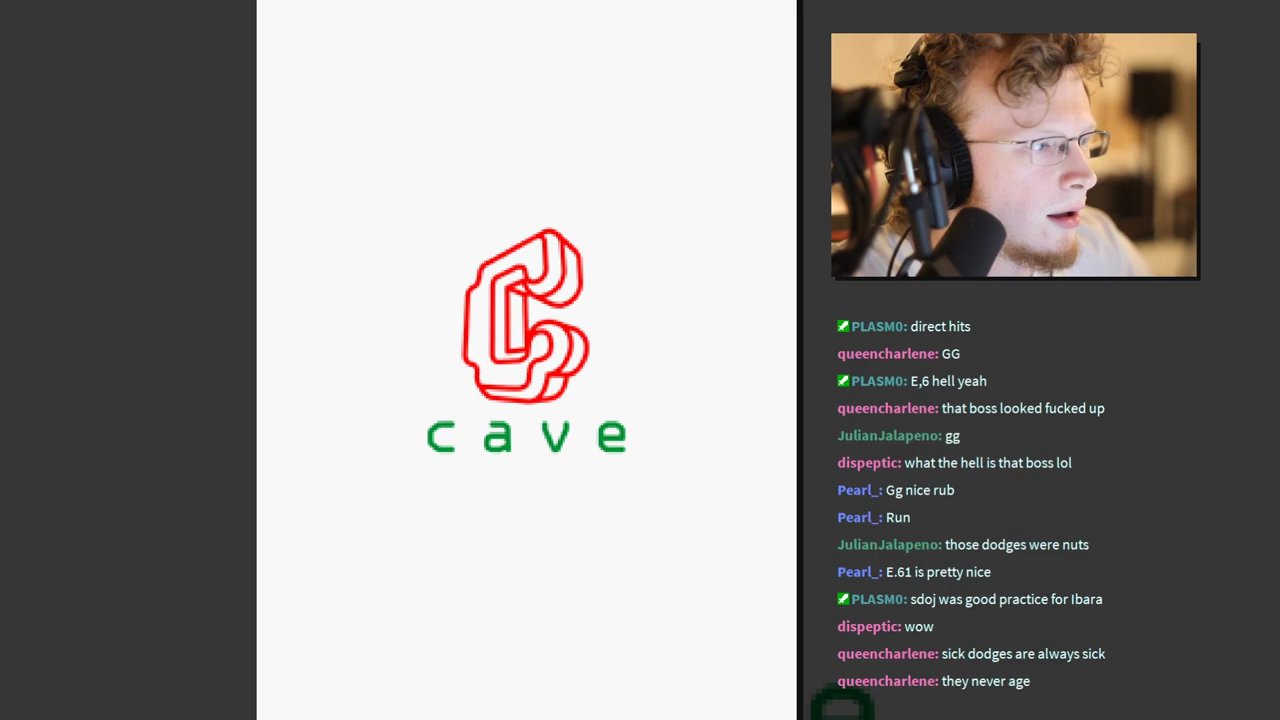 cave
PLASM0: direct hits
queencharlene: GG
PLASM0: E,6 hell yeah
queencharlene: that boss looked fucked up
JulianJalapeno: gg
dispeptic: what the hell is that boss lol
Pearl_: Gg nice rub
Pearl_: Run
JulianJalapeno: those dodges were nuts
Pearl_: E.61 is pretty nice
PLASM0: sdoj was good practice for Ibara
dispeptic: wow
queencharlene: sick dodges are always sick
queencharlene: they never age